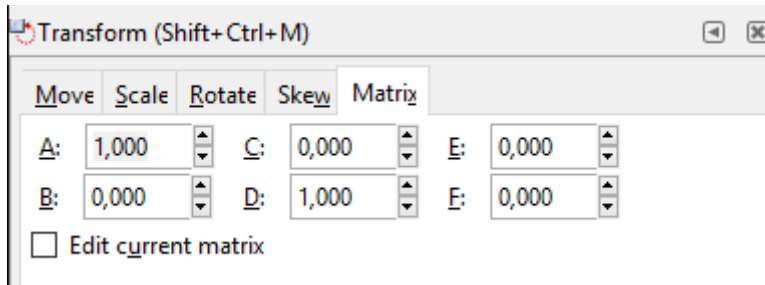 Transform (Shift+Ctrl+M)
Move Scale Rotate Skew Matrix
A: 1,000 C: 0,000 E: 0,000
B: 0,000 D: 1,000 F: 0,000
Edit current matrix